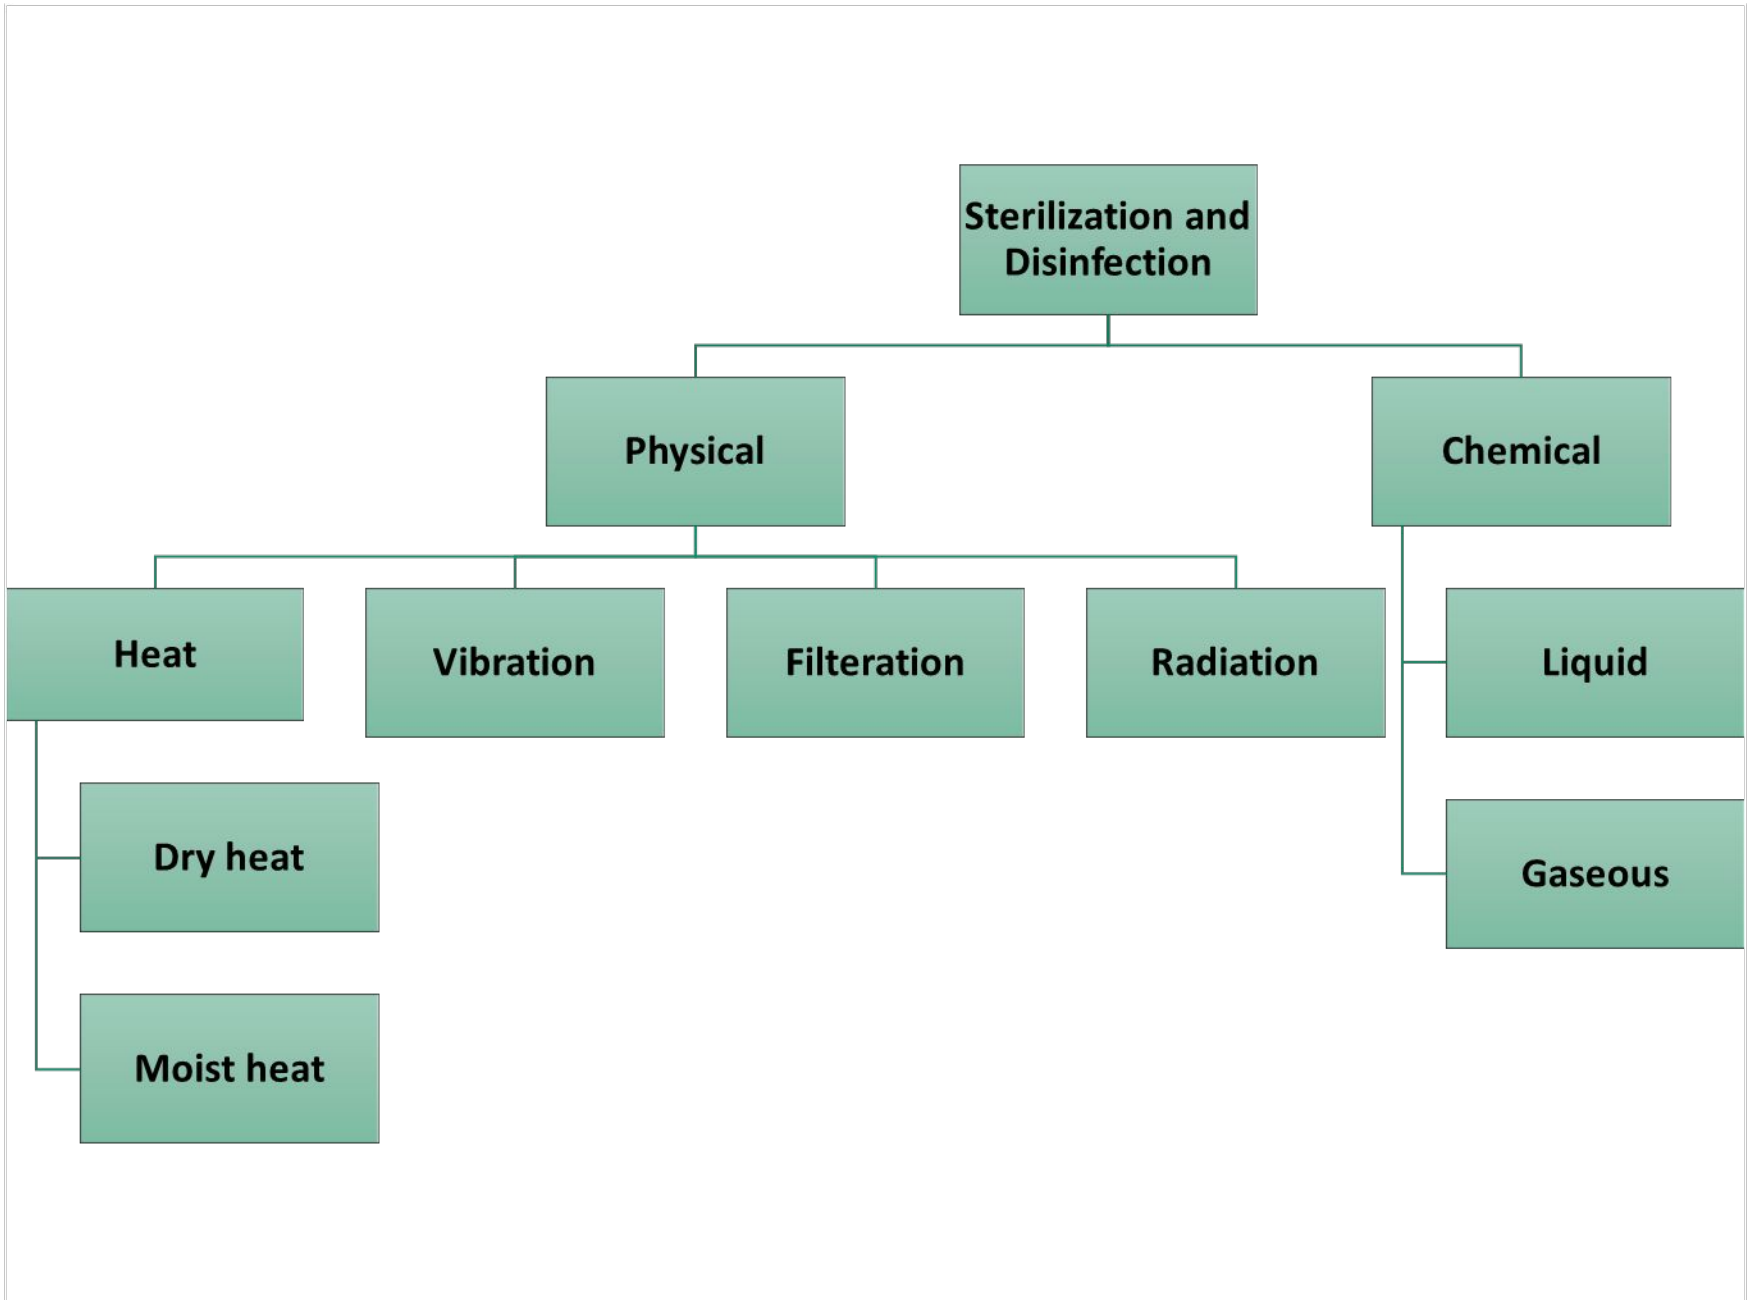 Sterilization and
Disinfection
Physical
Chemical
Heat
Vibration
Filteration
Radiation
Liquid
Dry heat
Gaseous
Moist heat